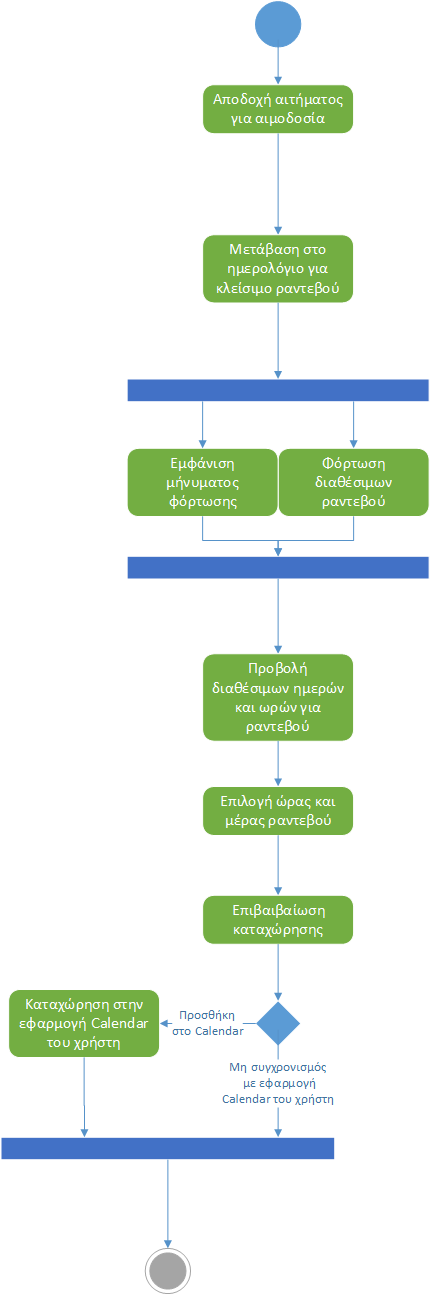 Αποδοχή αιτήματος
για αιμοδοσία
Μετάβαση στο
ημερολόγιο για
κλείσιμο ραντεβού
Εμφάνιση
μήνυματος
φόρτωσης
Φόρτωση
διαθέσιμων
ραντεβού
Προβολή
διαθέσιμων ημερών
και ωρών για
ραντεβού
Επιλογή ώρας και
μέρας ραντεβού
Επιβαιβαίωση
καταχώρησης
Καταχώρηση στην
εφαρμογή Calendar
του χρήστη
Προσθήκη
στο Calendar
Μη συγχρονισμός
με εφαρμογή
Calendar του χρήστη